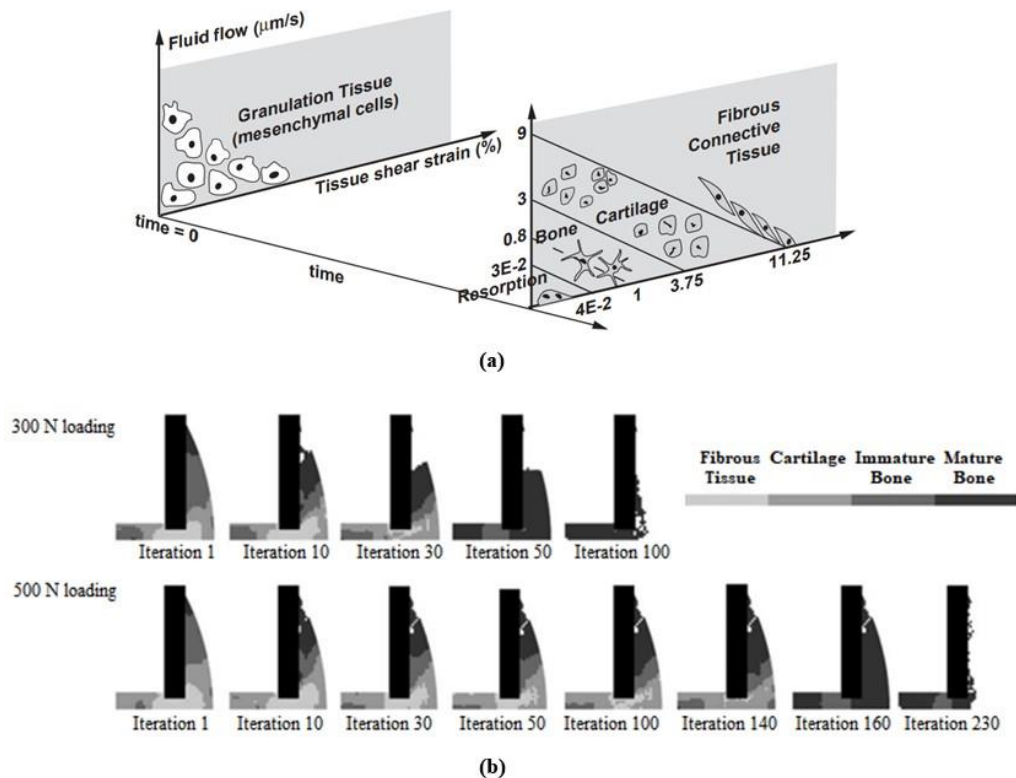 Fluid flow (μm/s)
Granulation Tissue
(mesenchymal cells)
Tissue shear strain (%)
time = 0
time
Fibrous
Connective
Tissue
9
Cartilage
3
Bone
0.8
3E-2
Resorption
4E-2
1
3.75
11.25
(a)
300 N loading
Fibrous
Tissue
Cartilage
Immature
Bone
Mature
Bone
Iteration 1
Iteration 10
Iteration 30
Iteration 50
Iteration 100
500 N loading
Iteration 1
Iteration 10
Iteration 30
Iteration 50
Iteration 100
Iteration 140
Iteration 160
Iteration 230
(b)